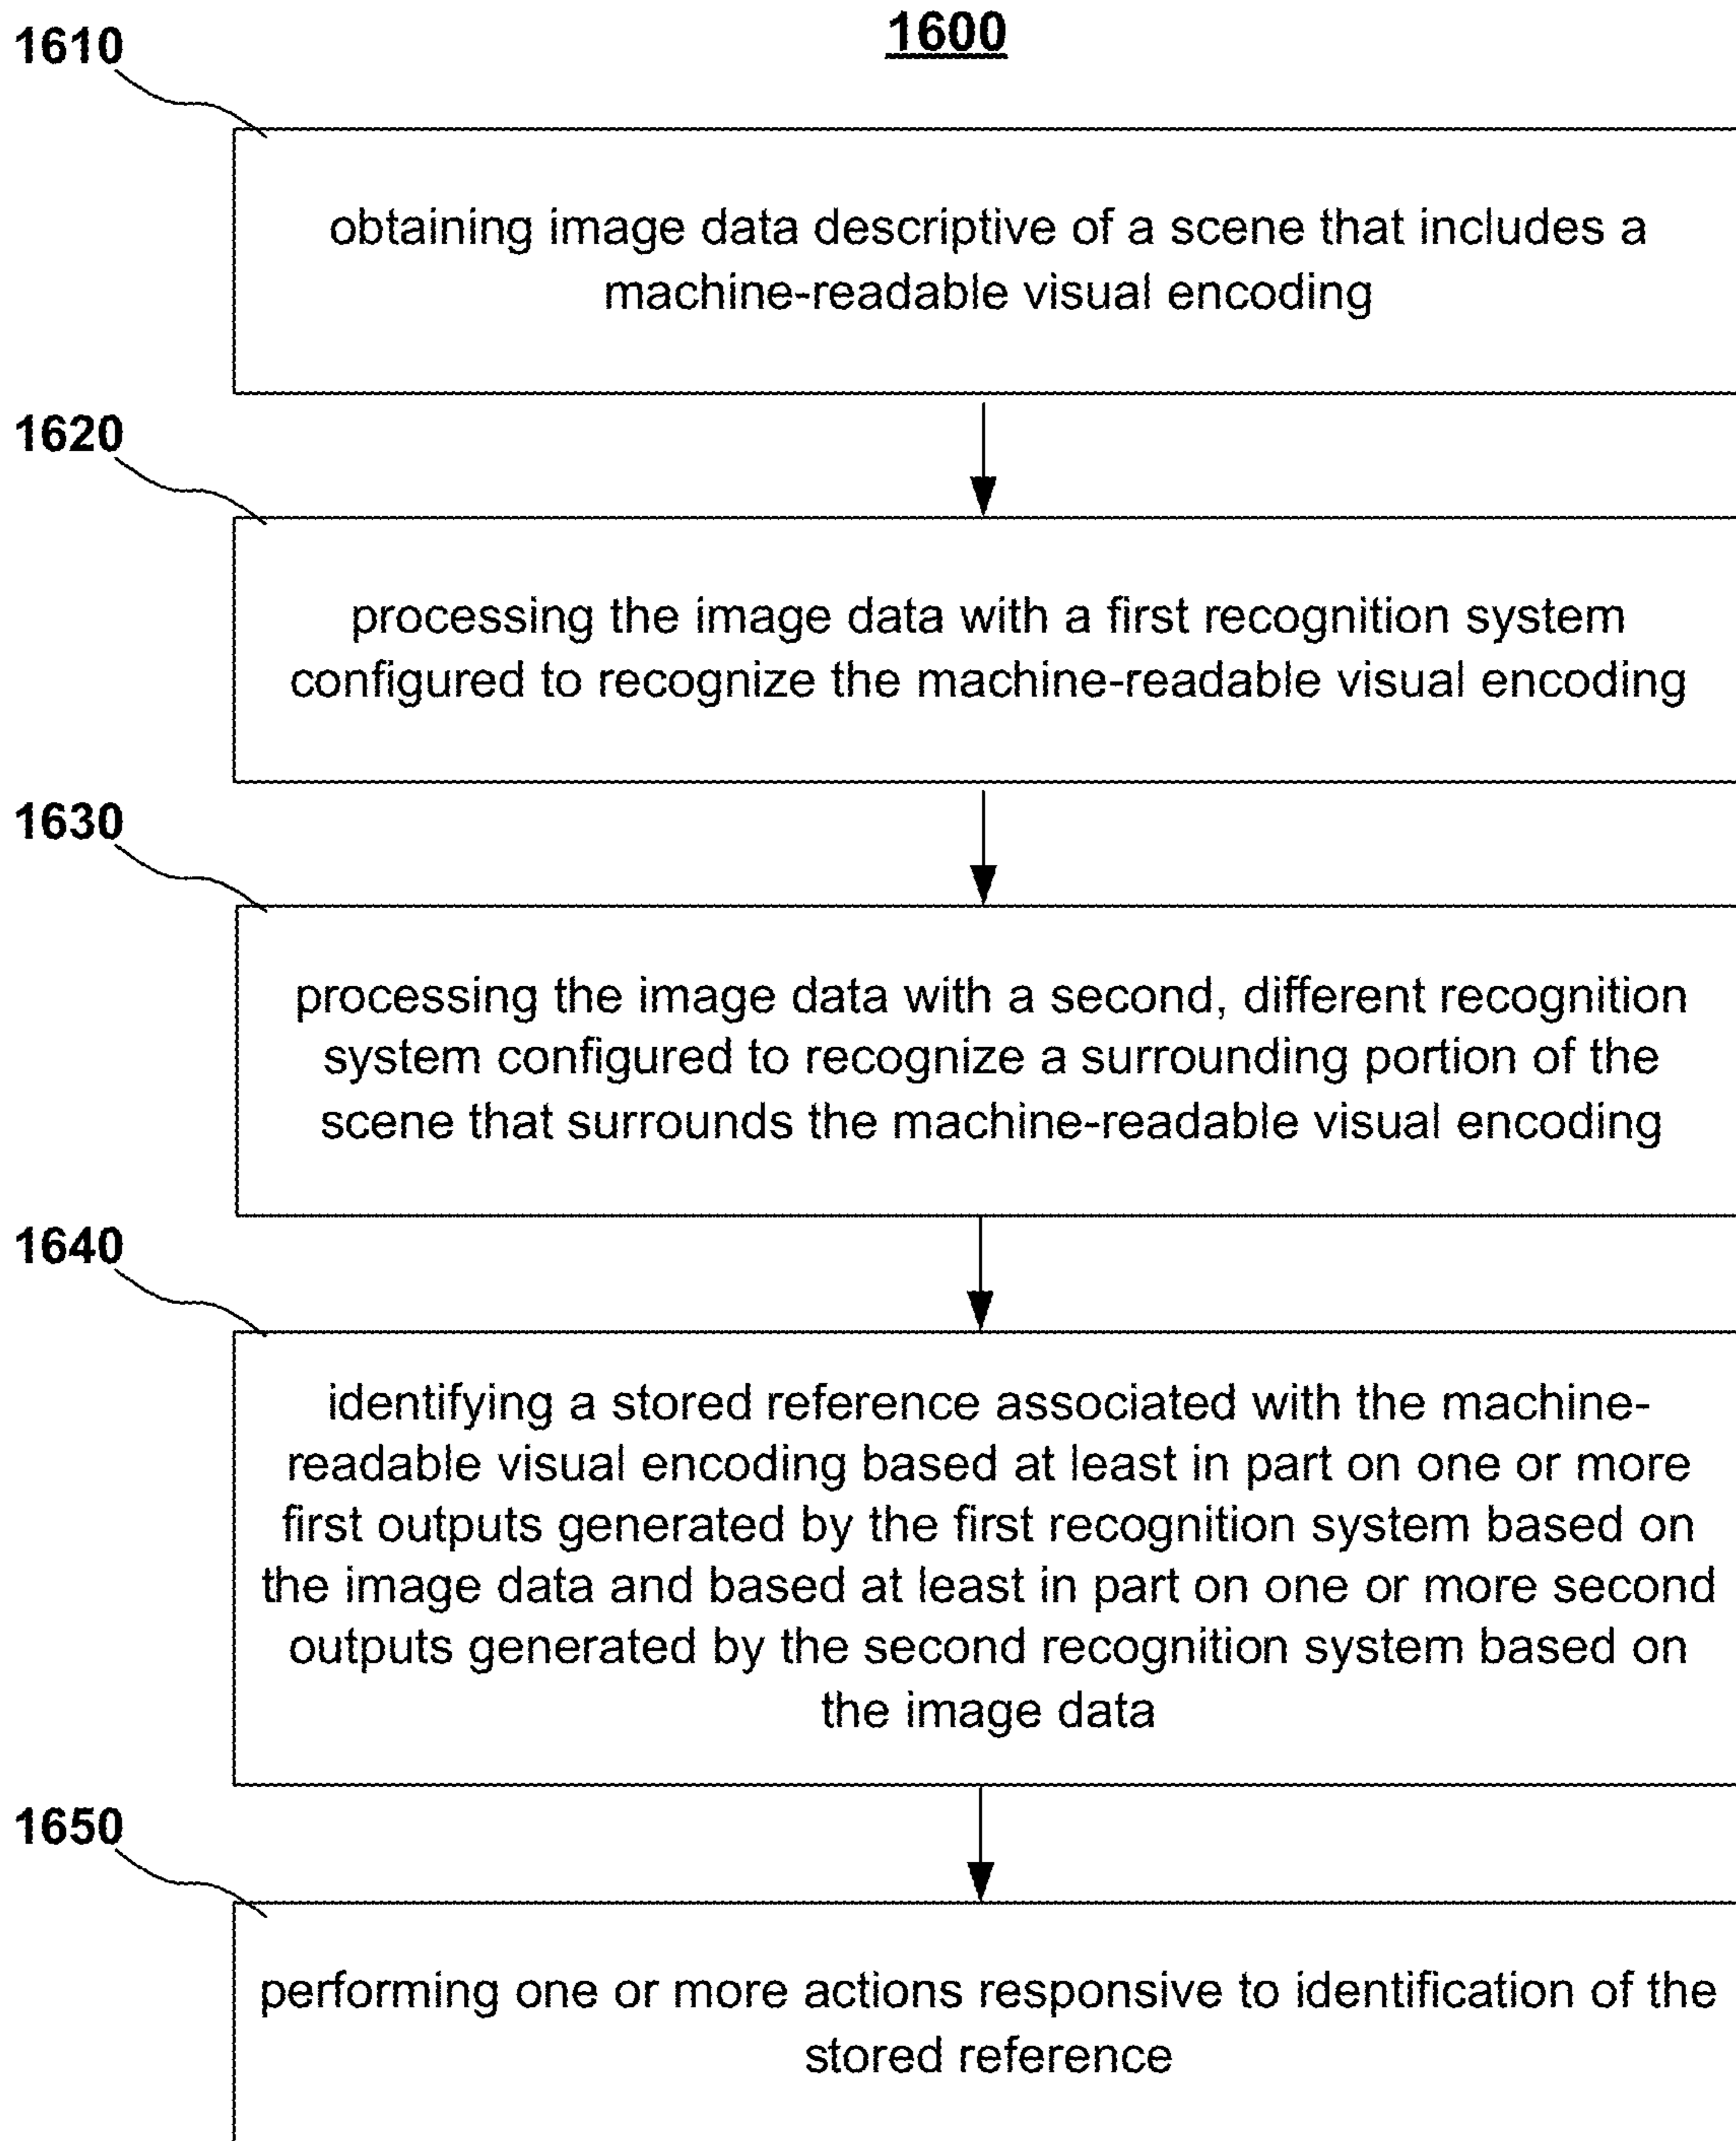 1600
1610
obtaining image data descriptive of a scene that includes a
machine-readable visual encoding
1620
processing the image data with a first recognition system
configured to recognize the machine-readable visual encoding
1630
processing the image data with a second, different recognition
system configured to recognize a surrounding portion of the
scene that surrounds the machine-readable visual encoding
1640
identifying a stored reference associated with the machine-
readable visual encoding based at least in part on one or more
first outputs generated by the first recognition system based on
the image data and based at least in part on one or more second
outputs generated by the second recognition system based on
the image data
1650
performing one or more actions responsive to identification of the
stored reference